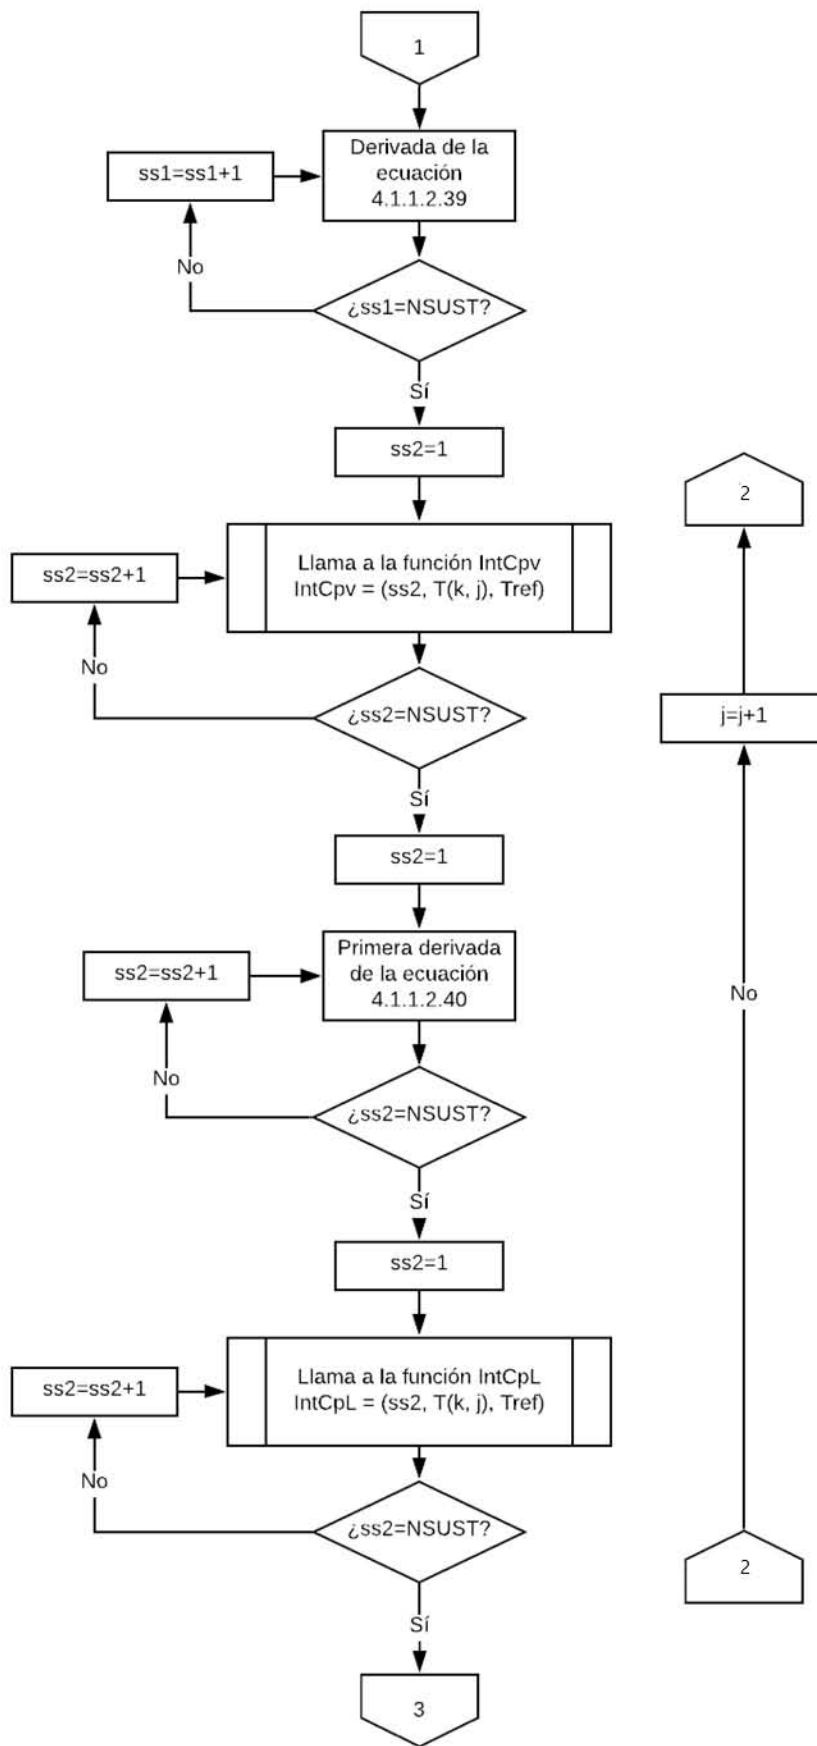 1
Derivada de la
ecuación
4.1.1.2.39
ss1=ss1+1
No
¿ss1=NSUST?
Sí
ss2=1
Llama a la función IntCpv
IntCpv = (ss2, T(k, j), Tref)
ss2=ss2+1
No
¿ss2=NSUST?
Sí
ss2=1
Primera derivada
de la ecuación
4.1.1.2.40
ss2=ss2+1
No
¿ss2=NSUST?
Sí
ss2=1
Llama a la función IntCpL
IntCpL = (ss2, T(k, j), Tref)
ss2=ss2+1
No
¿ss2=NSUST?
Sí
3
2
j=j+1
No
2